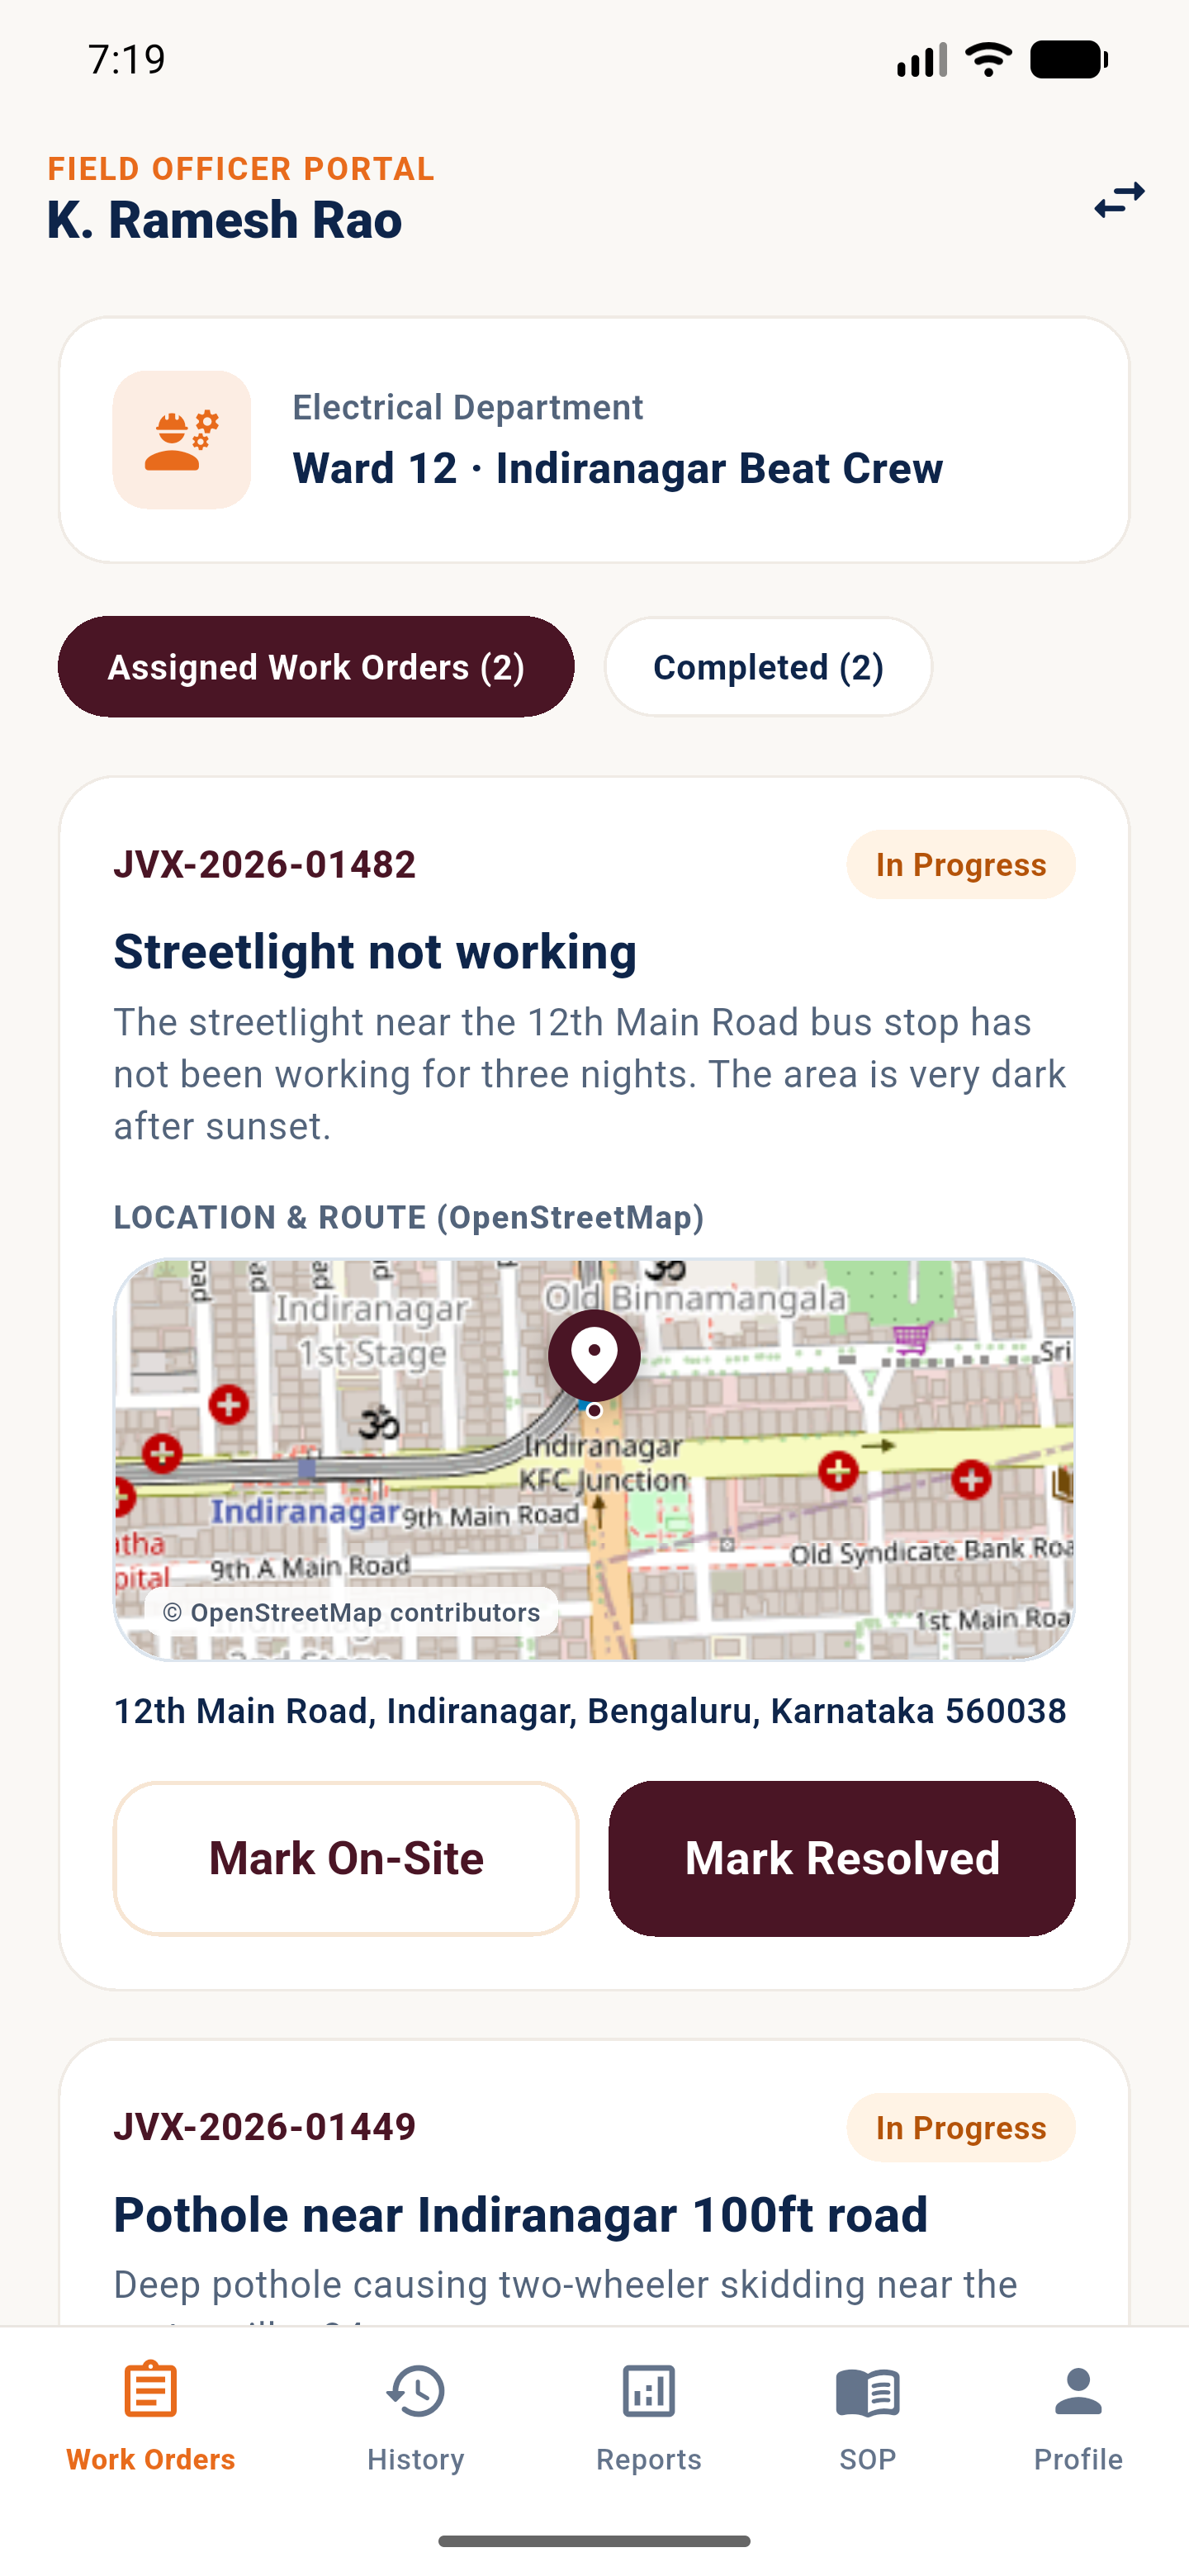 7:19
FIELD OFFICER PORTAL
K. Ramesh Rao
Electrical Department
Ward 12 · Indiranagar Beat Crew
Assigned Work Orders (2)
Completed (2)
JVX-2026-01482
In Progress
Streetlight not working
The streetlight near the 12th Main Road bus stop has
not been working for three nights. The area is very dark
after sunset.
LOCATION & ROUTE (OpenStreetMap)
Indiranagar
1st Stage
Old Binnamangala
ॐ
Sri
ॐ
Indiranagar
KFC Junction
Indiranagar
9th Main Road
9th A Main Road
Old Syndicate Bank Roa
1st Main Roa
© OpenStreetMap contributors
12th Main Road, Indiranagar, Bengaluru, Karnataka 560038
Mark On-Site
Mark Resolved
JVX-2026-01449
In Progress
Pothole near Indiranagar 100ft road
Deep pothole causing two-wheeler skidding near the
Work Orders
History
Reports
SOP
Profile